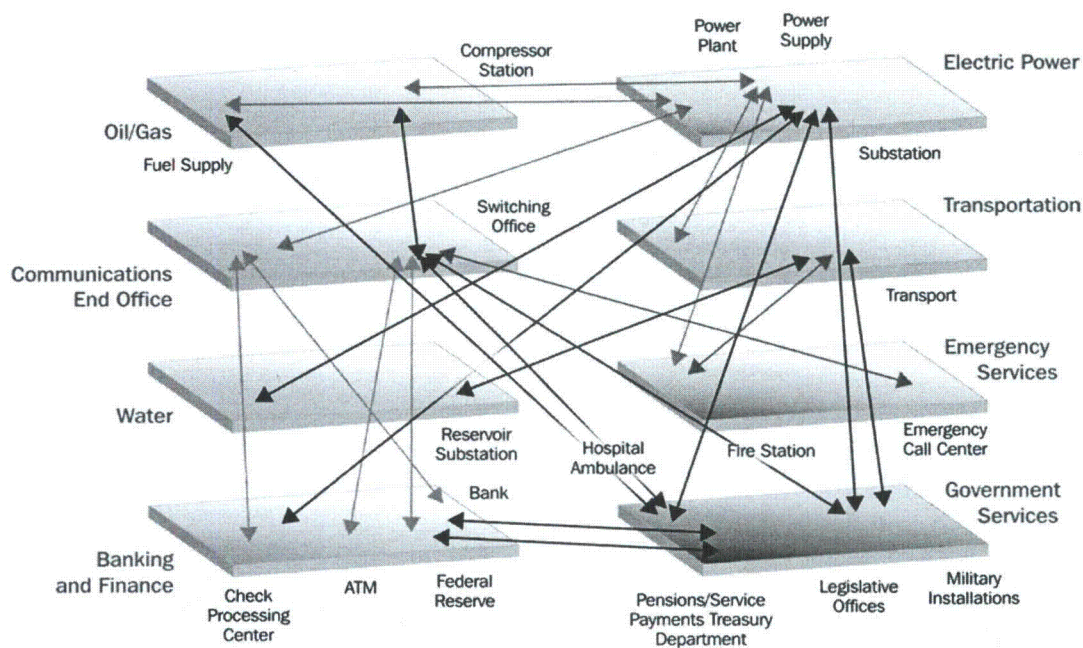 Power
Plant
Power
Supply
Compressor
Station
Electric Power
Oil/Gas
Fuel Supply
Substation
Switching
Office
Transportation
Communications
End Office
Transport
Emergency
Services
Water
Reservoir
Substation
Hospital
Ambulance
Fire Station
Emergency
Call Center
Bank
Government
Services
Banking
and Finance
Check
Processing
Center
ATM
Federal
Reserve
Pensions/Service
Payments Treasury
Department
Legislative
Offices
Military
Installations